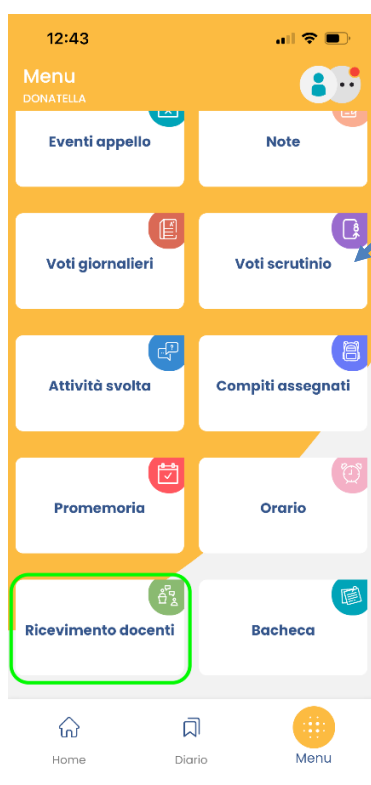 12:43
Menu
DONATELLA
Eventi appello
Note
Voti giornalieri
Voti scrutinio
Attività svolta
Compiti assegnati
Promemoria
Orario
Ricevimento docenti
Bacheca
Home
Diario
Menu